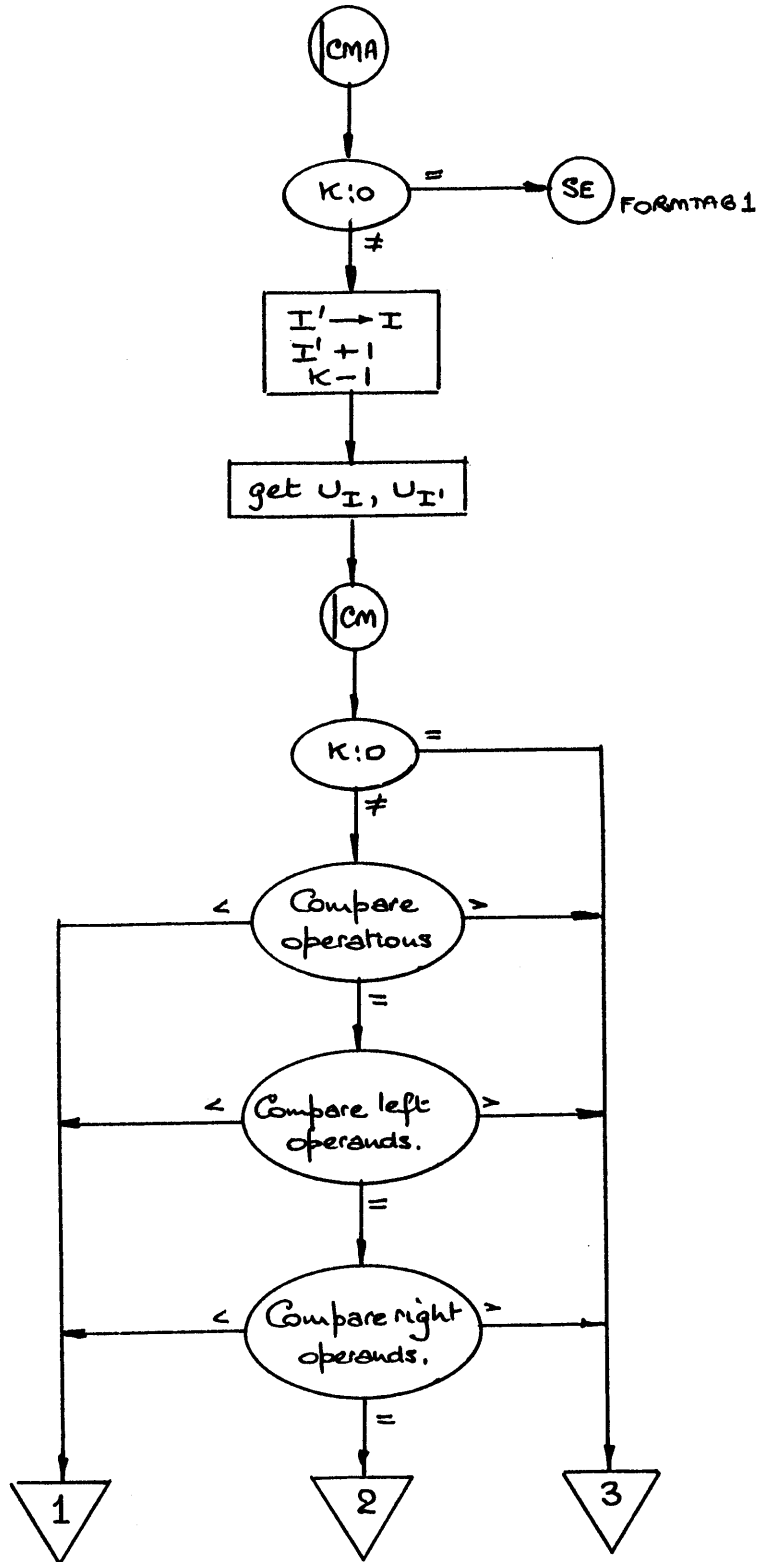 CMA
K:0
=
SE
FORMTAB1
≠
I' → I
I' + 1
K-1
get U_I, U_I'
CM
K:0
=
≠
<
Compare
operations
>
=
<
Compare left
operands.
>
=
<
Compare right
operands.
>
=
1
2
3